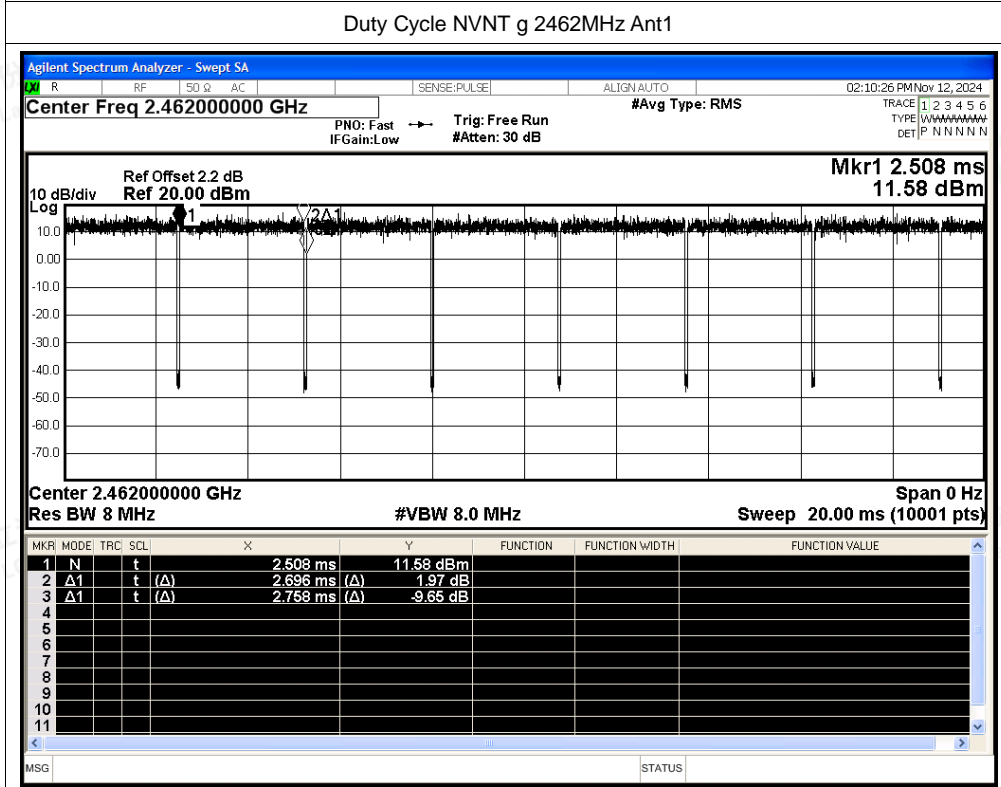 Duty Cycle NVNT g 2462MHz Ant1
Agilent Spectrum Analyzer - Swept SA
LXI R RF 50 Ω AC SENSE:PULSE ALIGN AUTO 02:10:26 PM Nov 12, 2024
Center Freq 2.462000000 GHz #Avg Type: RMS TRACE 1 2 3 4 5 6
PNO: Fast Trig: Free Run TYPE W
IFGain:Low #Atten: 30 dB DET P N N N N N
Mkr1 2.508 ms
Ref Offset 2.2 dB
10 dB/div Ref 20.00 dBm 11.58 dBm
Log
1 2Δ1
10.0
0.00
-10.0
-20.0
-30.0
-40.0
-50.0
-60.0
-70.0
Center 2.462000000 GHz Span 0 Hz
Res BW 8 MHz #VBW 8.0 MHz Sweep 20.00 ms (10001 pts)
MKR MODE TRC SCL X Y FUNCTION FUNCTION WIDTH FUNCTION VALUE
1 N t 2.508 ms 11.58 dBm
2 Δ1 t (Δ) 2.696 ms (Δ) 1.97 dB
3 Δ1 t (Δ) 2.758 ms (Δ) -9.65 dB
4
5
6
7
8
9
10
11
MSG STATUS